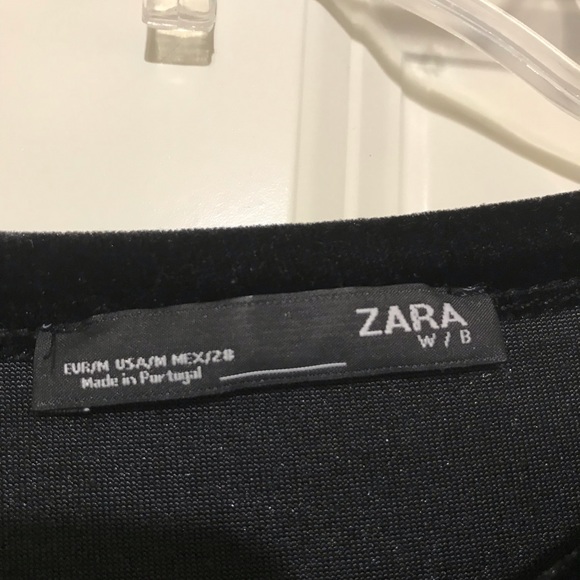 ZARA
W / B
EUR/M USA/M MEX/28
Made in Portugal